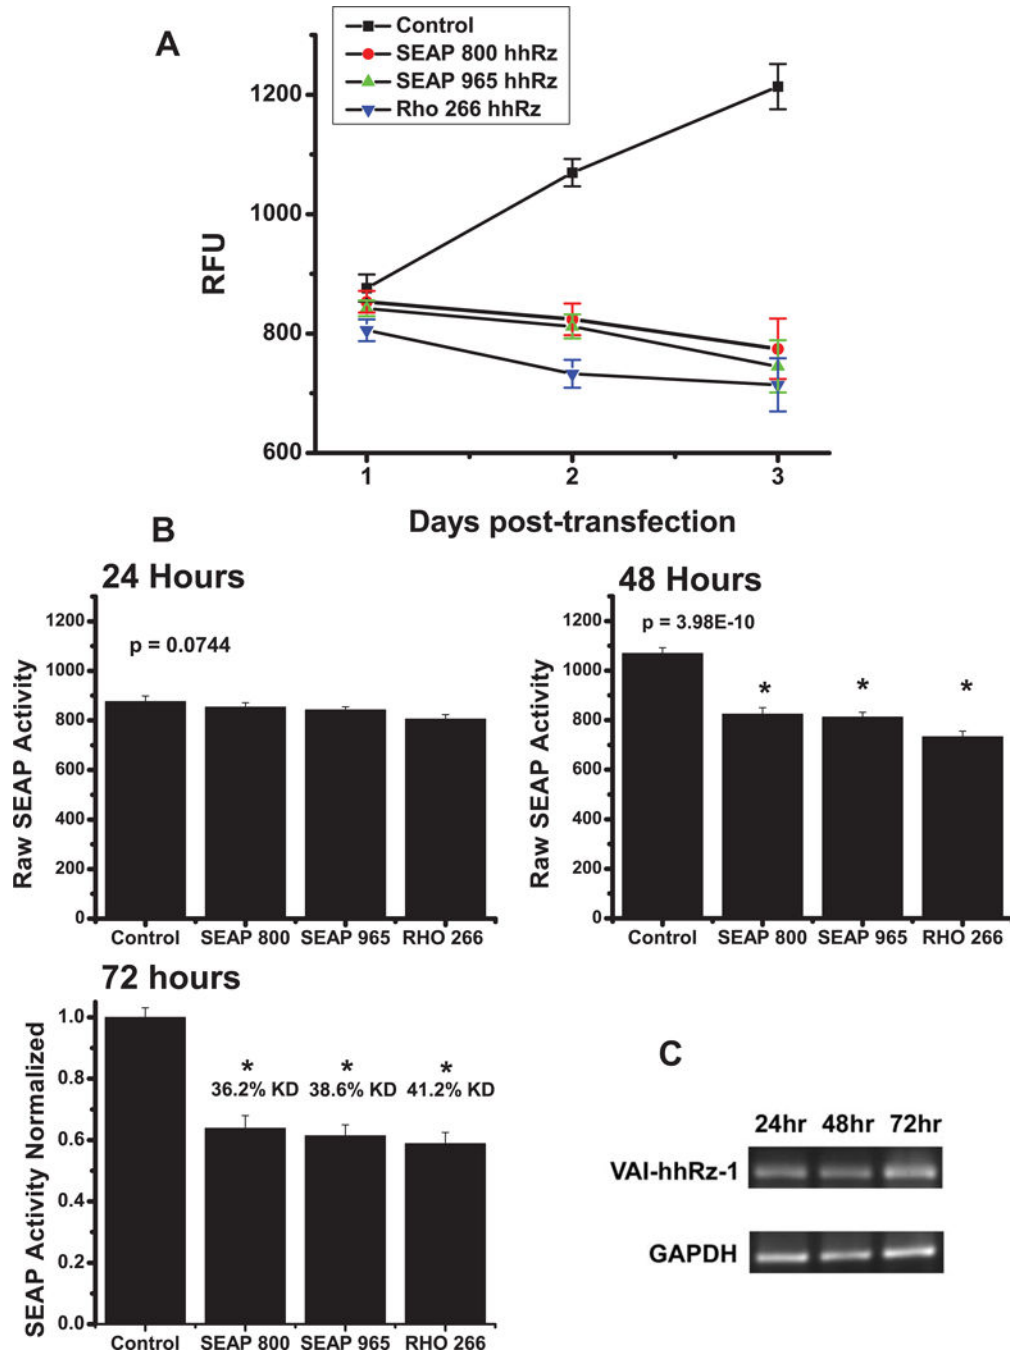 A
Control
SEAP 800 hhRz
SEAP 965 hhRz
Rho 266 hhRz
RFU
1200
1000
800
600
1 2 3
Days post-transfection
B
24 Hours
p = 0.0744
Raw SEAP Activity
1200
1000
800
600
400
200
0
Control SEAP 800 SEAP 965 RHO 266
48 Hours
p = 3.98E-10
* * *
Raw SEAP Activity
1200
1000
800
600
400
200
0
Control SEAP 800 SEAP 965 RHO 266
72 hours
* * *
36.2% KD 38.6% KD 41.2% KD
SEAP Activity Normalized
1.0
0.8
0.6
0.4
0.2
0.0
Control SEAP 800 SEAP 965 RHO 266
C
24hr 48hr 72hr
VAI-hhRz-1
GAPDH